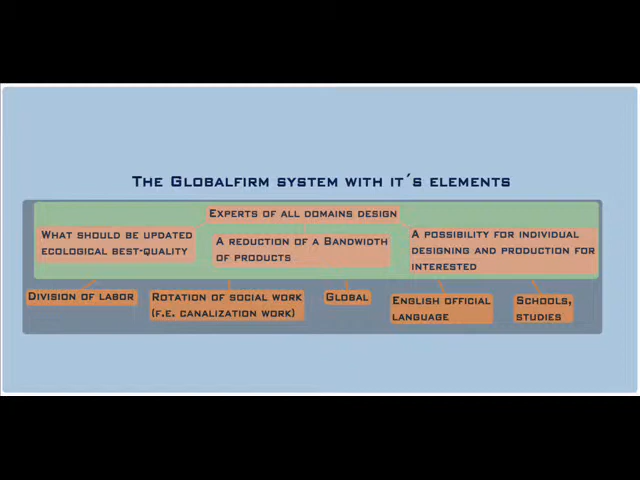 The Globalfirm system with it´s elements
Experts of all domains design
What should be updated
ecological best-quality
A reduction of a Bandwidth
of products
A possibility for individual
designing and production for
interested
Division of labor
Rotation of social work
(f.e. canalization work)
Global
English official
language
Schools,
studies